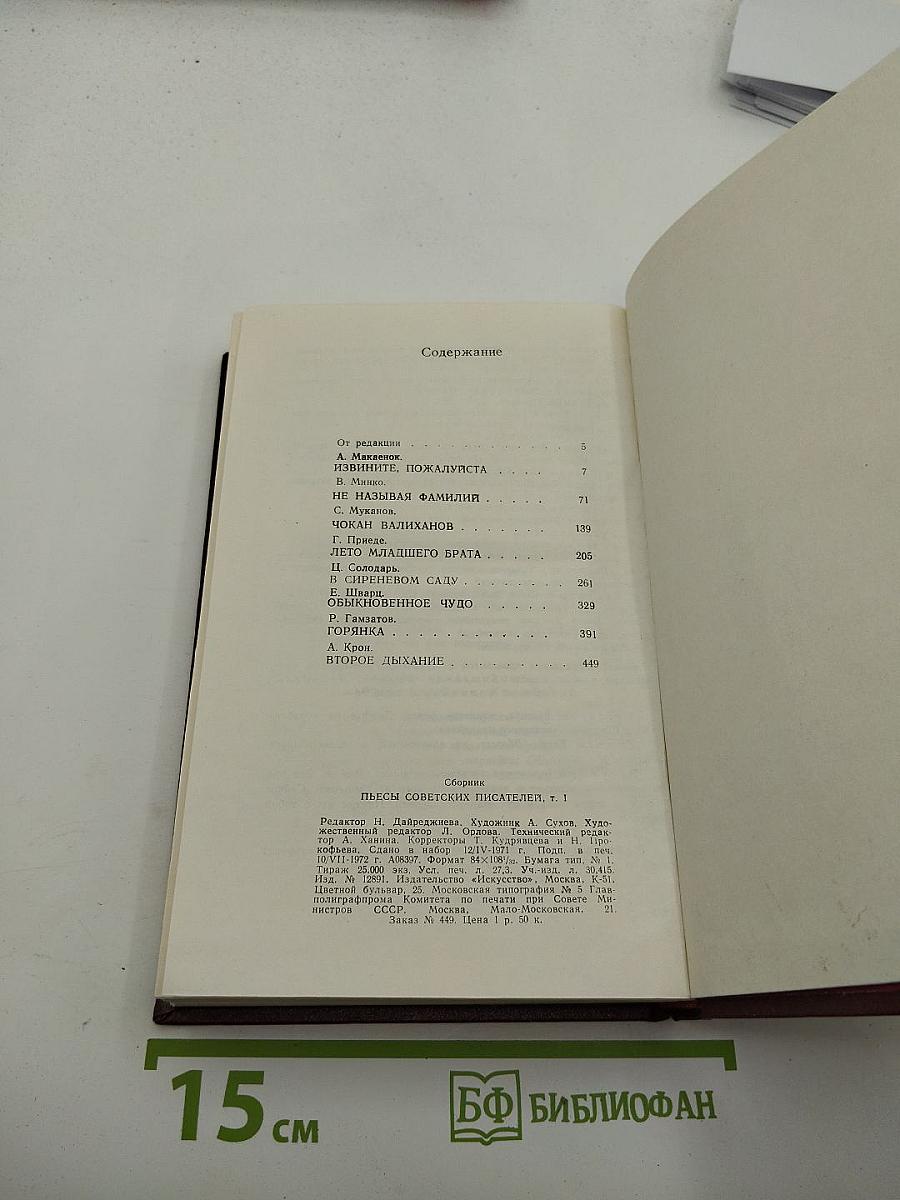 Содержание
От редакции . . . . . . . . . . . . 5
А. Макаенок.
ИЗВИНИТЕ, ПОЖАЛУЙСТА . . . . 7
В. Минко.
НЕ НАЗЫВАЯ ФАМИЛИЙ . . . . . 71
С. Муканов.
ЧОКАН ВАЛИХАНОВ . . . . . . . 139
Г. Приеде.
ЛЕТО МЛАДШЕГО БРАТА . . . . . 205
Ц. Солодарь.
В СИРЕНЕВОМ САДУ . . . . . . . . 261
Е. Шварц.
ОБЫКНОВЕННОЕ ЧУДО . . . . . 329
Р. Гамзатов.
ГОРЯНКА . . . . . . . . . . . . 391
А. Крон.
ВТОРОЕ ДЫХАНИЕ . . . . . . . . . 449
Сборник
ПЬЕСЫ СОВЕТСКИХ ПИСАТЕЛЕЙ, т. I
Редактор Н. Дайреджиева. Художник А. Сухов. Худо-
жественный редактор Л. Орлова. Технический редак-
тор А. Ханина. Корректоры Т. Кудрявцева и Н. Про-
кофьева. Сдано в набор 12/IV-1971 г. Подп. в печ.
10/VII-1972 г. А08397. Формат 84×108¹/₃₂. Бумага тип. № 1.
Тираж 25.000 экз. Усл. печ. л. 27,3. Уч.-изд. л. 30,415.
Изд. № 12891. Издательство «Искусство», Москва, К-51,
Цветной бульвар, 25. Московская типография № 5 Глав-
полиграфпрома Комитета по печати при Совете Ми-
нистров СССР. Москва, Мало-Московская. 21.
Заказ № 449. Цена 1 р. 50 к.
15 см
БФ БИБЛИОФАН